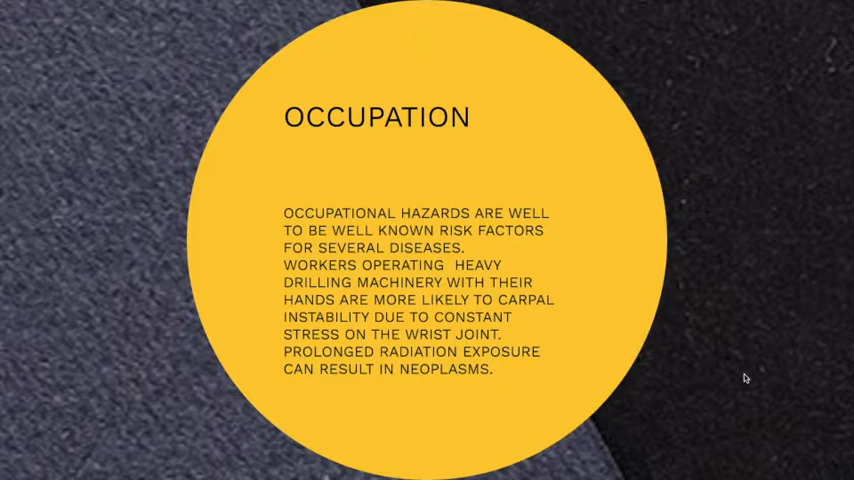 OCCUPATION
OCCUPATIONAL HAZARDS ARE WELL
TO BE WELL KNOWN RISK FACTORS
FOR SEVERAL DISEASES.
WORKERS OPERATING  HEAVY
DRILLING MACHINERY WITH THEIR
HANDS ARE MORE LIKELY TO CARPAL
INSTABILITY DUE TO CONSTANT
STRESS ON THE WRIST JOINT.
PROLONGED RADIATION EXPOSURE
CAN RESULT IN NEOPLASMS.